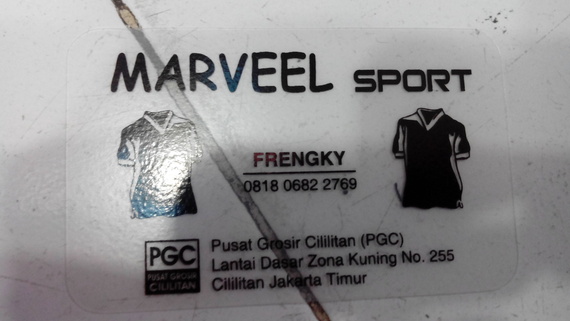 MARVEEL SPORT
FRENGKY
0818 0682 2769
PGC
PUSAT GROSIR
CILILITAN
Pusat Grosir Cililitan (PGC)
Lantai Dasar Zona Kuning No. 255
Cililitan Jakarta Timur